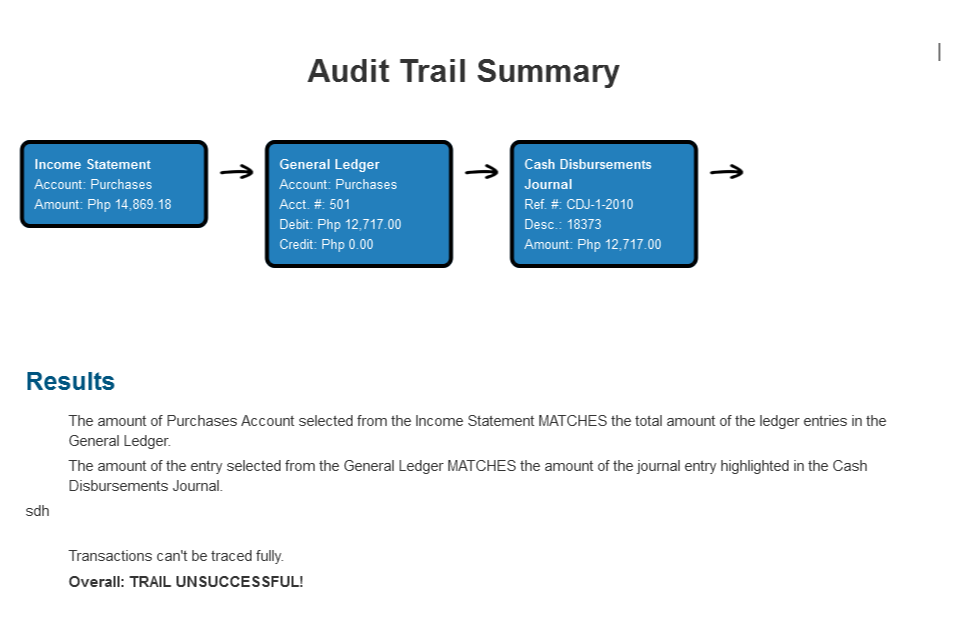 Audit Trail Summary
Income Statement
Account: Purchases
Amount: Php 14,869.18
General Ledger
Account: Purchases
Acct. #: 501
Debit: Php 12,717.00
Credit: Php 0.00
Cash Disbursements
Journal
Ref. #: CDJ-1-2010
Desc.: 18373
Amount: Php 12,717.00
Results
The amount of Purchases Account selected from the Income Statement MATCHES the total amount of the ledger entries in the
General Ledger.
The amount of the entry selected from the General Ledger MATCHES the amount of the journal entry highlighted in the Cash
Disbursements Journal.
sdh
Transactions can't be traced fully.
Overall: TRAIL UNSUCCESSFUL!